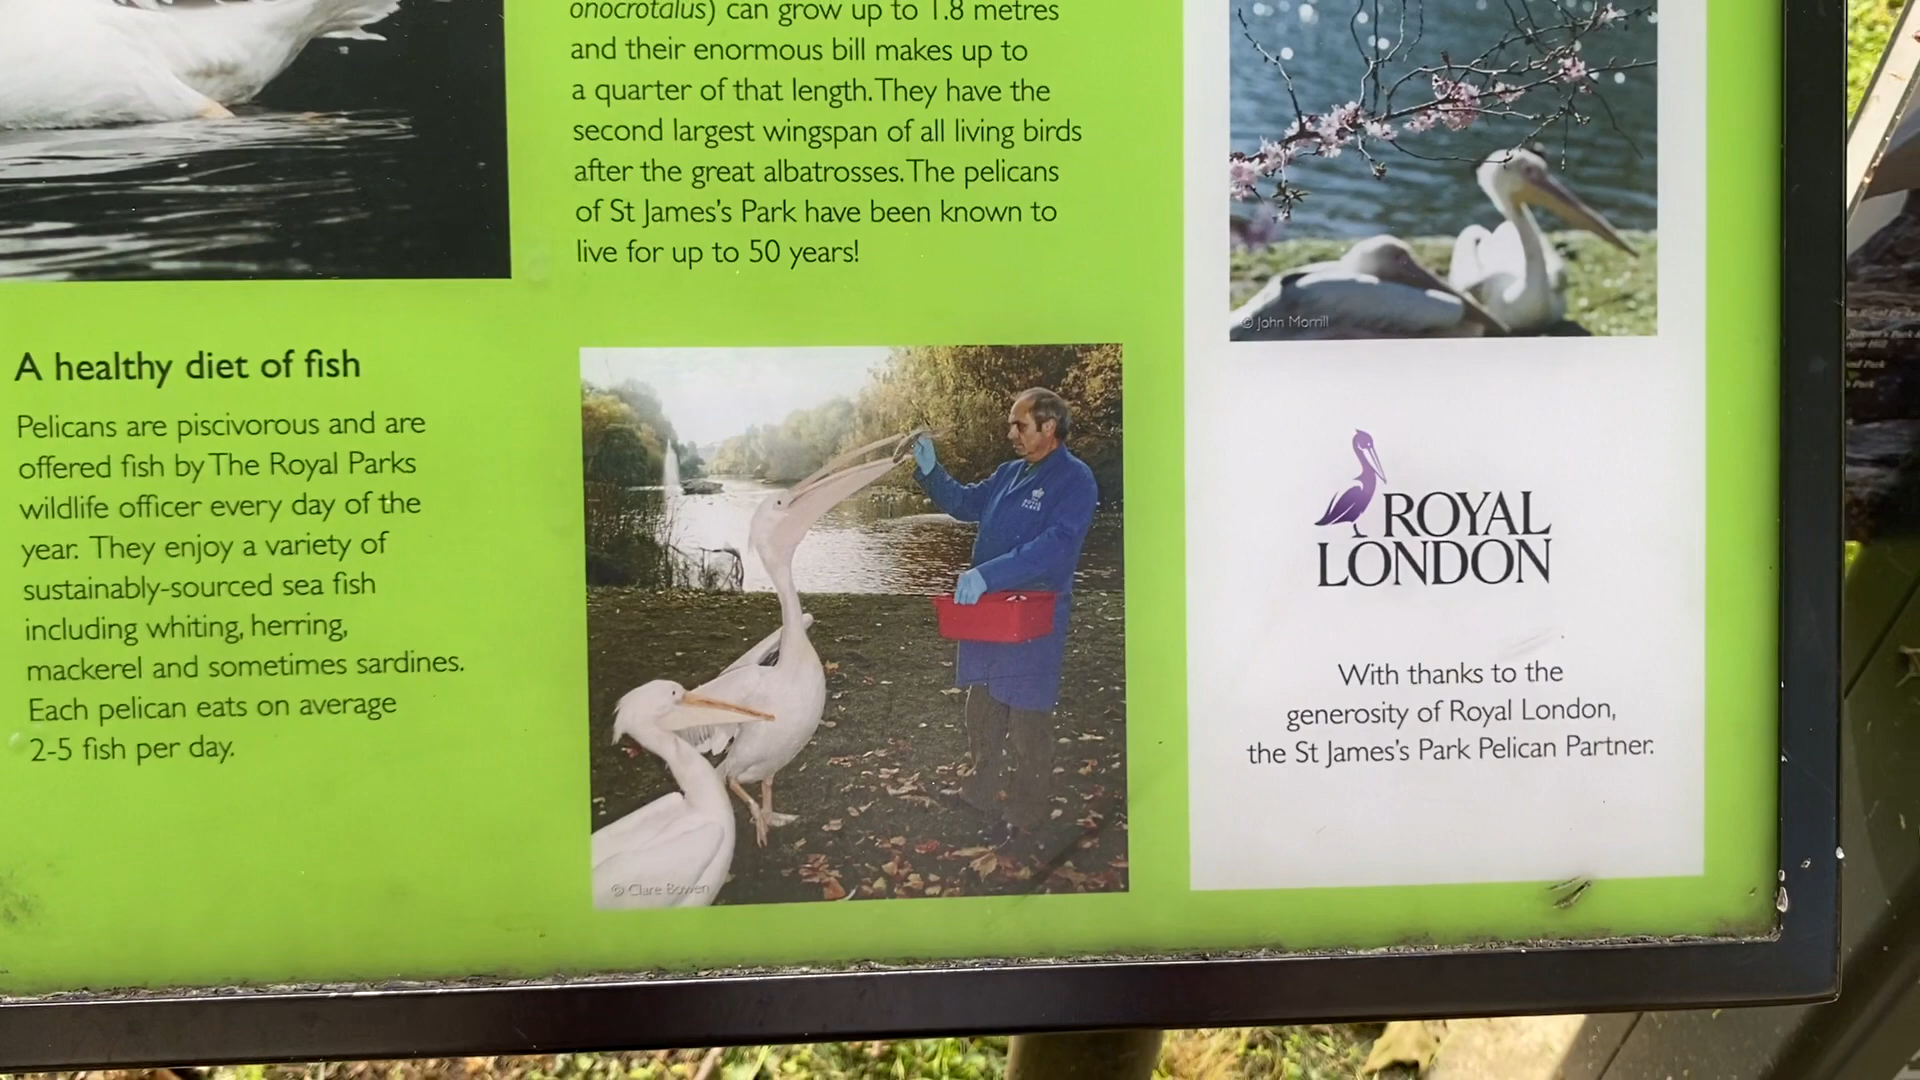 onocrotalus) can grow up to 1.8 metres
and their enormous bill makes up to
a quarter of that length. They have the
second largest wingspan of all living birds
after the great albatrosses. The pelicans
of St James's Park have been known to
live for up to 50 years!
A healthy diet of fish
Pelicans are piscivorous and are
offered fish by The Royal Parks
wildlife officer every day of the
year. They enjoy a variety of
sustainably-sourced sea fish
including whiting, herring,
mackerel and sometimes sardines.
Each pelican eats on average
2-5 fish per day.
THE
ROYAL
PARKS
© Clare Bowen
© John Morrill
ROYAL
LONDON
With thanks to the
generosity of Royal London,
the St James's Park Pelican Partner.